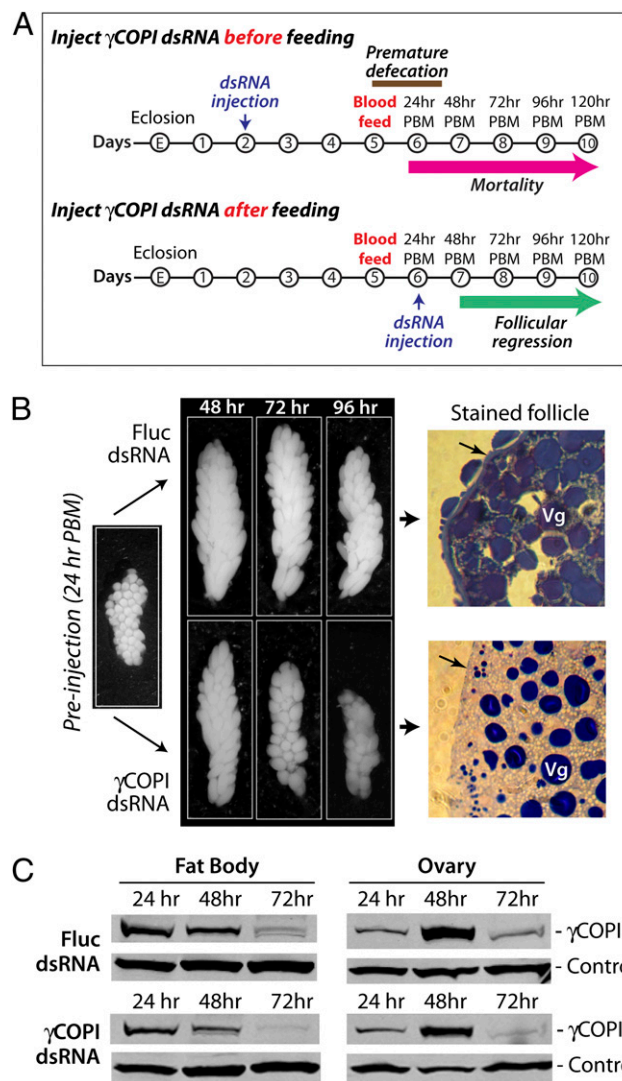 A
Inject γCOPI dsRNA before feeding
Premature
defecation
dsRNA
injection
Blood 24hr 48hr 72hr 96hr 120hr
Eclosion feed PBM PBM PBM PBM PBM
Days E 1 2 3 4 5 6 7 8 9 10
Mortality
Inject γCOPI dsRNA after feeding
Blood 24hr 48hr 72hr 96hr 120hr
Eclosion feed PBM PBM PBM PBM PBM
Days E 1 2 3 4 5 6 7 8 9 10
dsRNA
injection
Follicular
regression
B
48 hr 72 hr 96 hr
Stained follicle
Fluc
dsRNA
Vg
Pre-injection (24 hr PBM)
γCOPI
dsRNA
Vg
C
Fat Body Ovary
24 hr 48hr 72hr 24 hr 48hr 72hr
Fluc
dsRNA
- γCOPI
- Contro
24 hr 48hr 72hr 24 hr 48hr 72hr
γCOPI
dsRNA
- γCOPI
- Contro